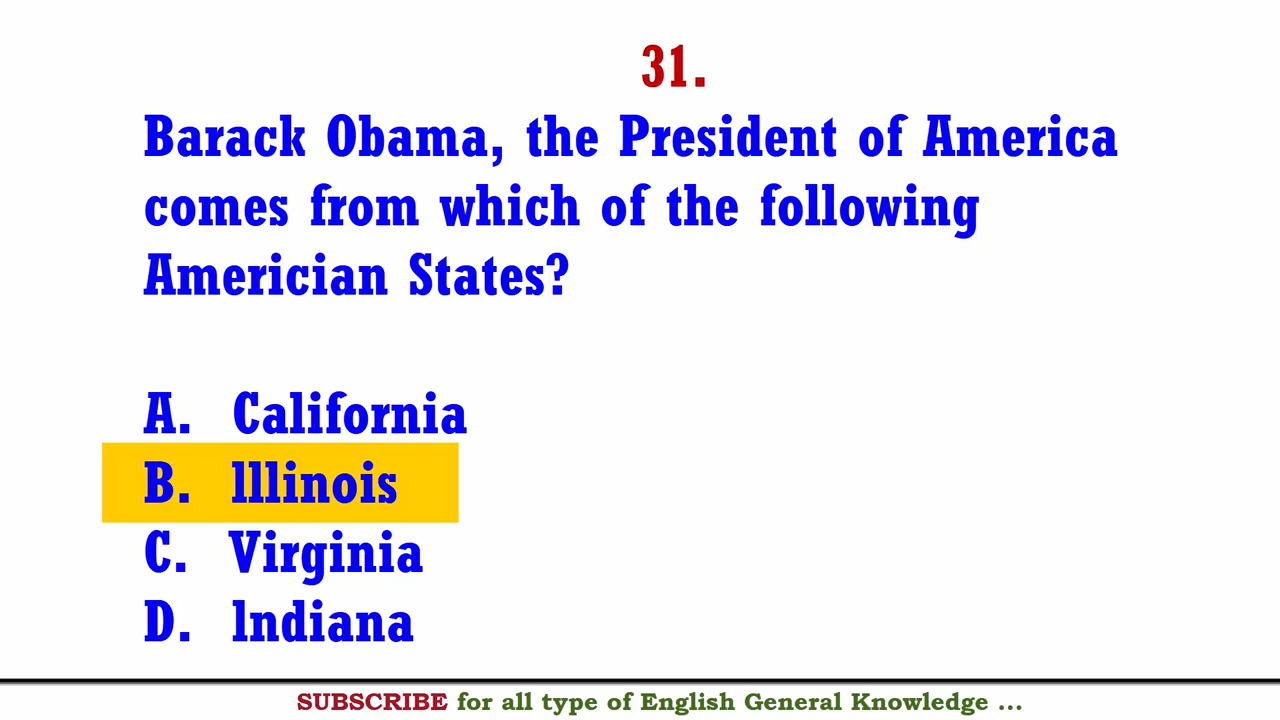 31.
Barack Obama, the President of America
comes from which of the following
Americian States?
A. California
B. lllinois
C. Virginia
D. lndiana
SUBSCRIBE for all type of English General Knowledge ...